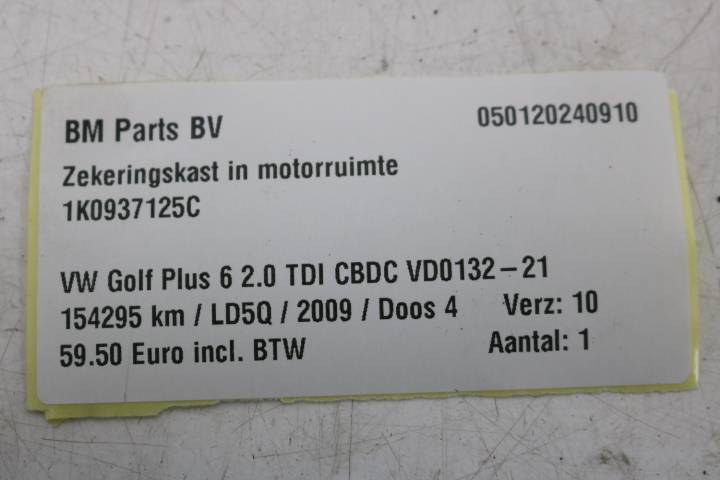 BM Parts BV 050120240910
Zekeringskast in motorruimte
1K0937125C
VW Golf Plus 6 2.0 TDI CBDC VD0132-21
154295 km / LD5Q / 2009 / Doos 4 Verz: 10
59.50 Euro incl. BTW Aantal: 1